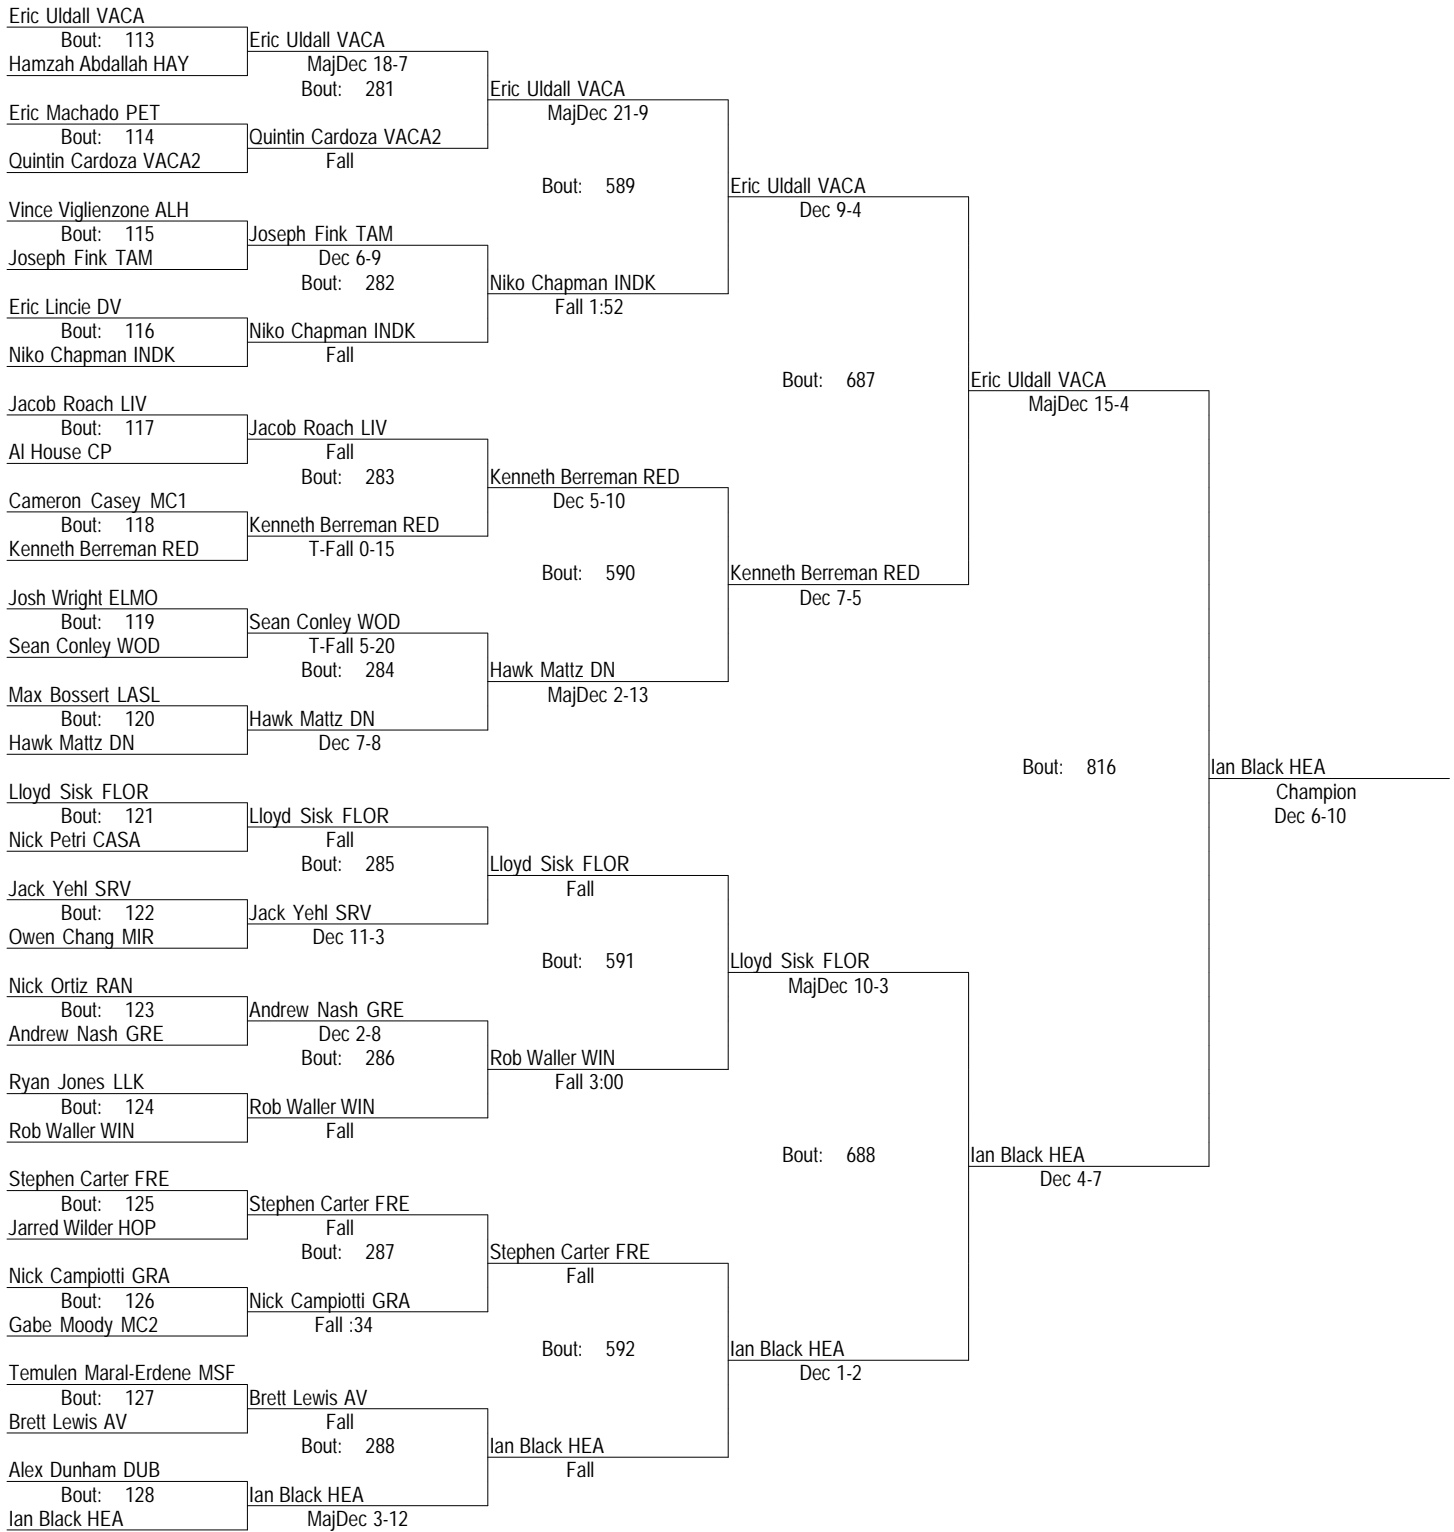 Eric Uldall VACA
Bout: 113
Hamzah Abdallah HAY
Eric Machado PET
Bout: 114
Quintin Cardoza VACA2
Vince Viglienzone ALH
Bout: 115
Joseph Fink TAM
Eric Lincie DV
Bout: 116
Niko Chapman INDK
Jacob Roach LIV
Bout: 117
Al House CP
Cameron Casey MC1
Bout: 118
Kenneth Berreman RED
Josh Wright ELMO
Bout: 119
Sean Conley WOD
Max Bossert LASL
Bout: 120
Hawk Mattz DN
Lloyd Sisk FLOR
Bout: 121
Nick Petri CASA
Jack Yehl SRV
Bout: 122
Owen Chang MIR
Nick Ortiz RAN
Bout: 123
Andrew Nash GRE
Ryan Jones LLK
Bout: 124
Rob Waller WIN
Stephen Carter FRE
Bout: 125
Jarred Wilder HOP
Nick Campiotti GRA
Bout: 126
Gabe Moody MC2
Temulen Maral-Erdene MSF
Bout: 127
Brett Lewis AV
Alex Dunham DUB
Bout: 128
Ian Black HEA
Eric Uldall VACA
MajDec 18-7
Bout: 281
Quintin Cardoza VACA2
Fall
Joseph Fink TAM
Dec 6-9
Bout: 282
Niko Chapman INDK
Fall
Jacob Roach LIV
Fall
Bout: 283
Kenneth Berreman RED
T-Fall 0-15
Sean Conley WOD
T-Fall 5-20
Bout: 284
Hawk Mattz DN
Dec 7-8
Lloyd Sisk FLOR
Fall
Bout: 285
Jack Yehl SRV
Dec 11-3
Andrew Nash GRE
Dec 2-8
Bout: 286
Rob Waller WIN
Fall
Stephen Carter FRE
Fall
Bout: 287
Nick Campiotti GRA
Fall :34
Brett Lewis AV
Fall
Bout: 288
Ian Black HEA
MajDec 3-12
Eric Uldall VACA
MajDec 21-9
Bout: 589
Niko Chapman INDK
Fall 1:52
Kenneth Berreman RED
Dec 5-10
Bout: 590
Hawk Mattz DN
MajDec 2-13
Lloyd Sisk FLOR
Fall
Bout: 591
Rob Waller WIN
Fall 3:00
Stephen Carter FRE
Fall
Bout: 592
Ian Black HEA
Fall
Eric Uldall VACA
Dec 9-4
Bout: 687
Kenneth Berreman RED
Dec 7-5
Lloyd Sisk FLOR
MajDec 10-3
Bout: 688
Ian Black HEA
Dec 1-2
Eric Uldall VACA
MajDec 15-4
Bout: 816
Ian Black HEA
Dec 4-7
Ian Black HEA
Champion
Dec 6-10